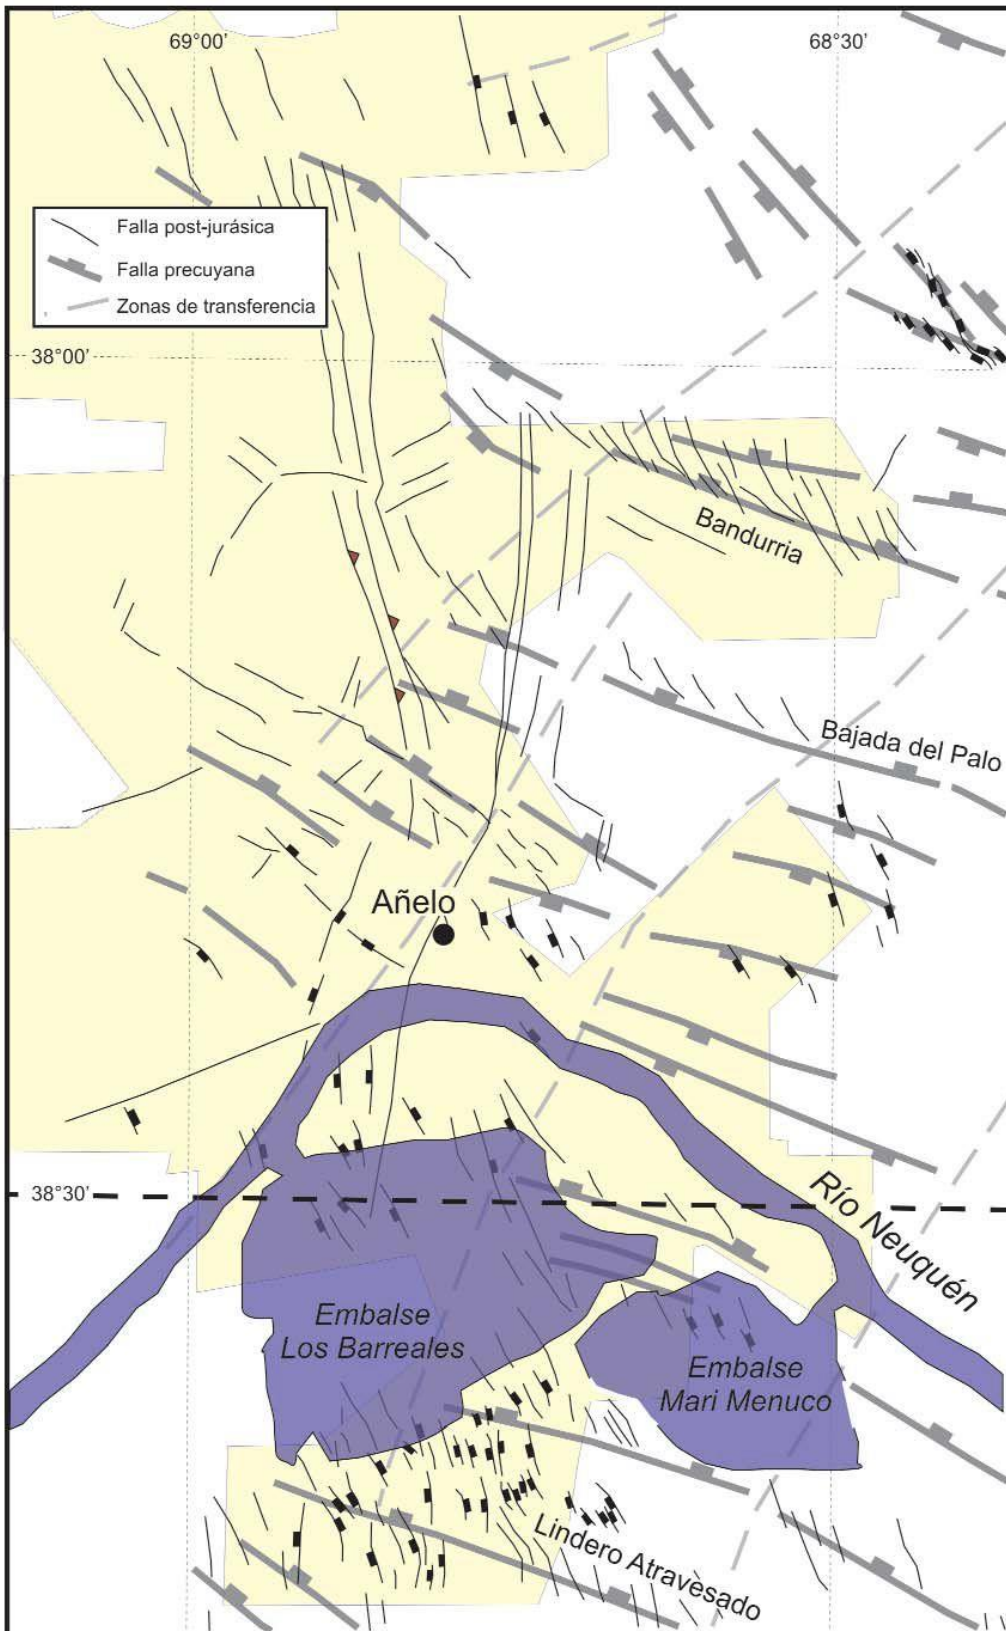 69°00'
68°30'
Falla post-jurásica
Falla precuyana
Zonas de transferencia
38°00'
Bandurria
Bajada del Palo
Añelo
38°30'
Río Neuquén
Embalse
Los Barreales
Embalse
Mari Menuco
Lindero Atravesado